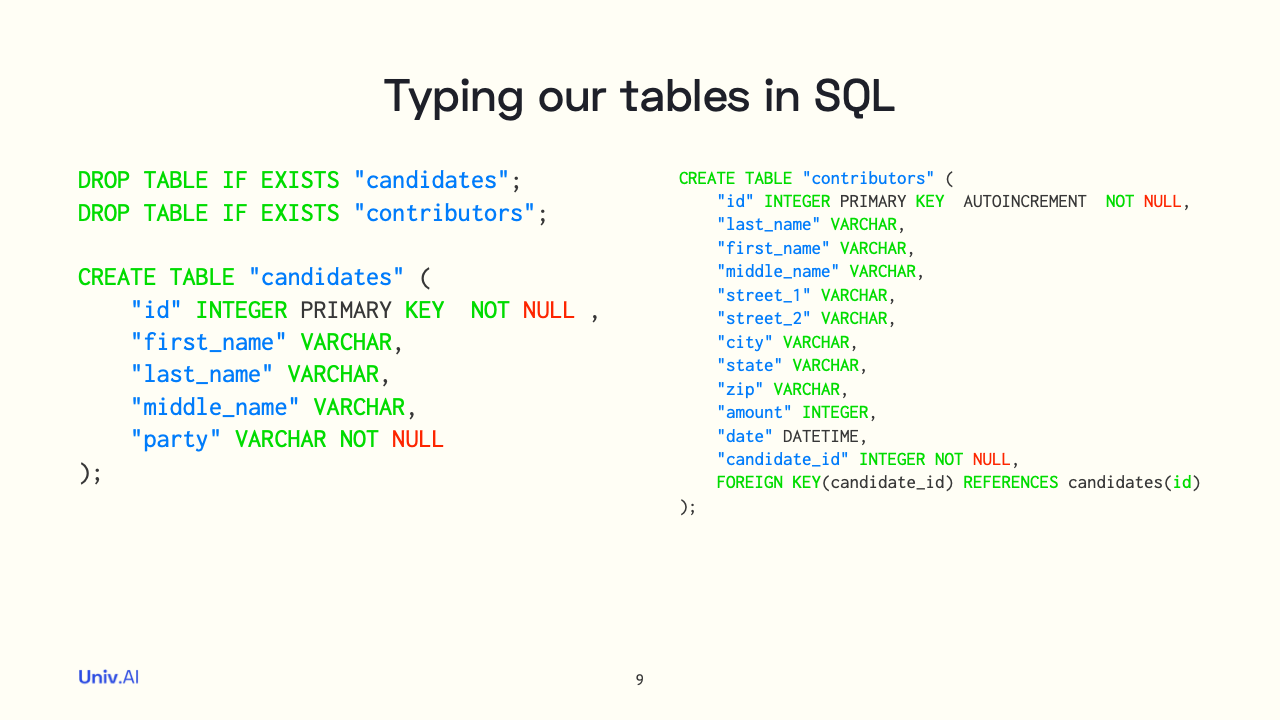 Typing our tables in SQL
DROP TABLE IF EXISTS "candidates";
DROP TABLE IF EXISTS "contributors";
CREATE TABLE "candidates" (
    "id" INTEGER PRIMARY KEY  NOT NULL ,
    "first_name" VARCHAR,
    "last_name" VARCHAR,
    "middle_name" VARCHAR,
    "party" VARCHAR NOT NULL
);
CREATE TABLE "contributors" (
    "id" INTEGER PRIMARY KEY  AUTOINCREMENT  NOT NULL,
    "last_name" VARCHAR,
    "first_name" VARCHAR,
    "middle_name" VARCHAR,
    "street_1" VARCHAR,
    "street_2" VARCHAR,
    "city" VARCHAR,
    "state" VARCHAR,
    "zip" VARCHAR,
    "amount" INTEGER,
    "date" DATETIME,
    "candidate_id" INTEGER NOT NULL,
    FOREIGN KEY(candidate_id) REFERENCES candidates(id)
);
Univ.AI
9